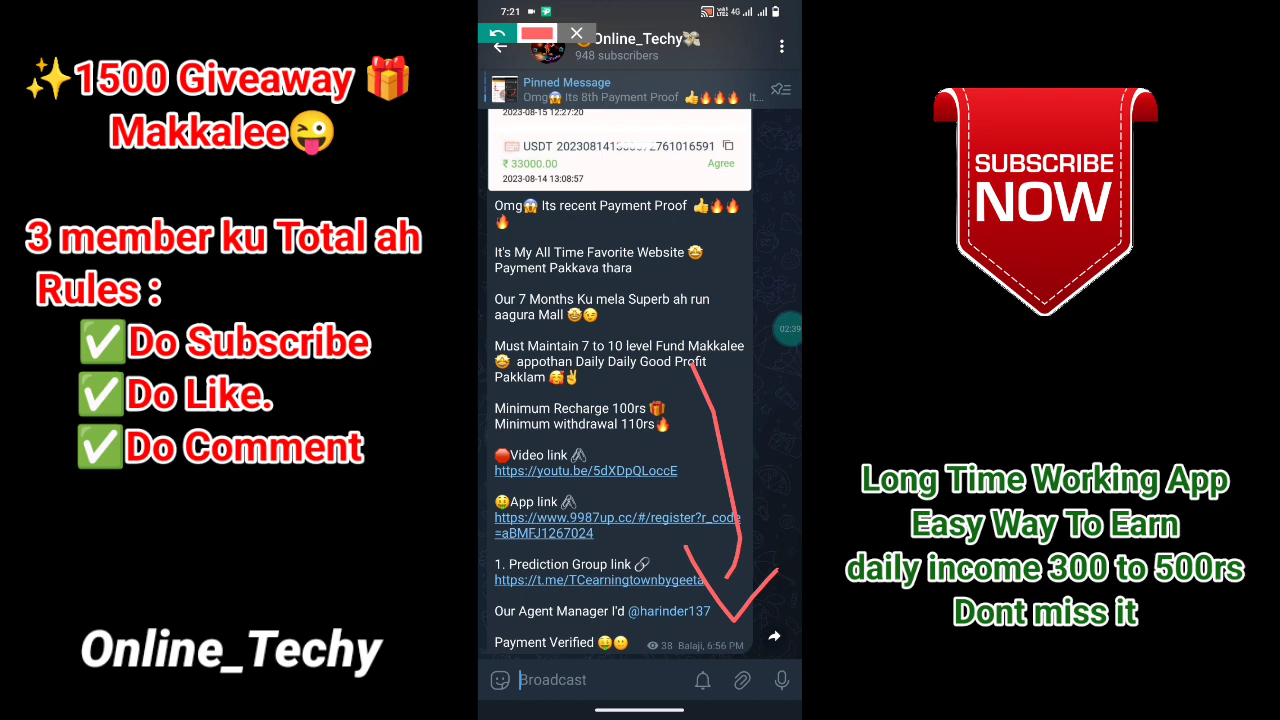 ✨1500 Giveaway 🎁
Makkalee😜
3 member ku Total ah
Rules :
✅Do Subscribe
✅Do Like.
✅Do Comment
Online_Techy
7:21
4G
Online_Techy💸
948 subscribers
Pinned Message
Omg😱 Its 8th Payment Proof 👍🔥🔥🔥 It...
2023-08-15 12:27:20
USDT
₹ 33000.00
Agree
2023-08-14 13:08:57
Omg😱 Its recent Payment Proof 👍🔥🔥
🔥
It's My All Time Favorite Website 🤩
Payment Pakkava thara
Our 7 Months Ku mela Superb ah run
aagura Mall 🤩😉
Must Maintain 7 to 10 level Fund Makkalee
🤩 appothan Daily Daily Good Profit
Pakklam 🥰✌
Minimum Recharge 100rs 🎁
Minimum withdrawal 110rs🔥
🛑Video link 🖇
https://youtu.be/5dXDpQLoccE
🤑App link 🖇
https://www.9987up.cc/#/register?r_code
=aBMFJ1267024
1. Prediction Group link 🔗
https://t.me/TCearningtownbygeeta
Our Agent Manager I'd @harinder137
Payment Verified 🤑😬
38 Balaji, 6:56 PM
Broadcast
02:39
SUBSCRIBE
NOW
Long Time Working App
Easy Way To Earn
daily income 300 to 500rs
Dont miss it